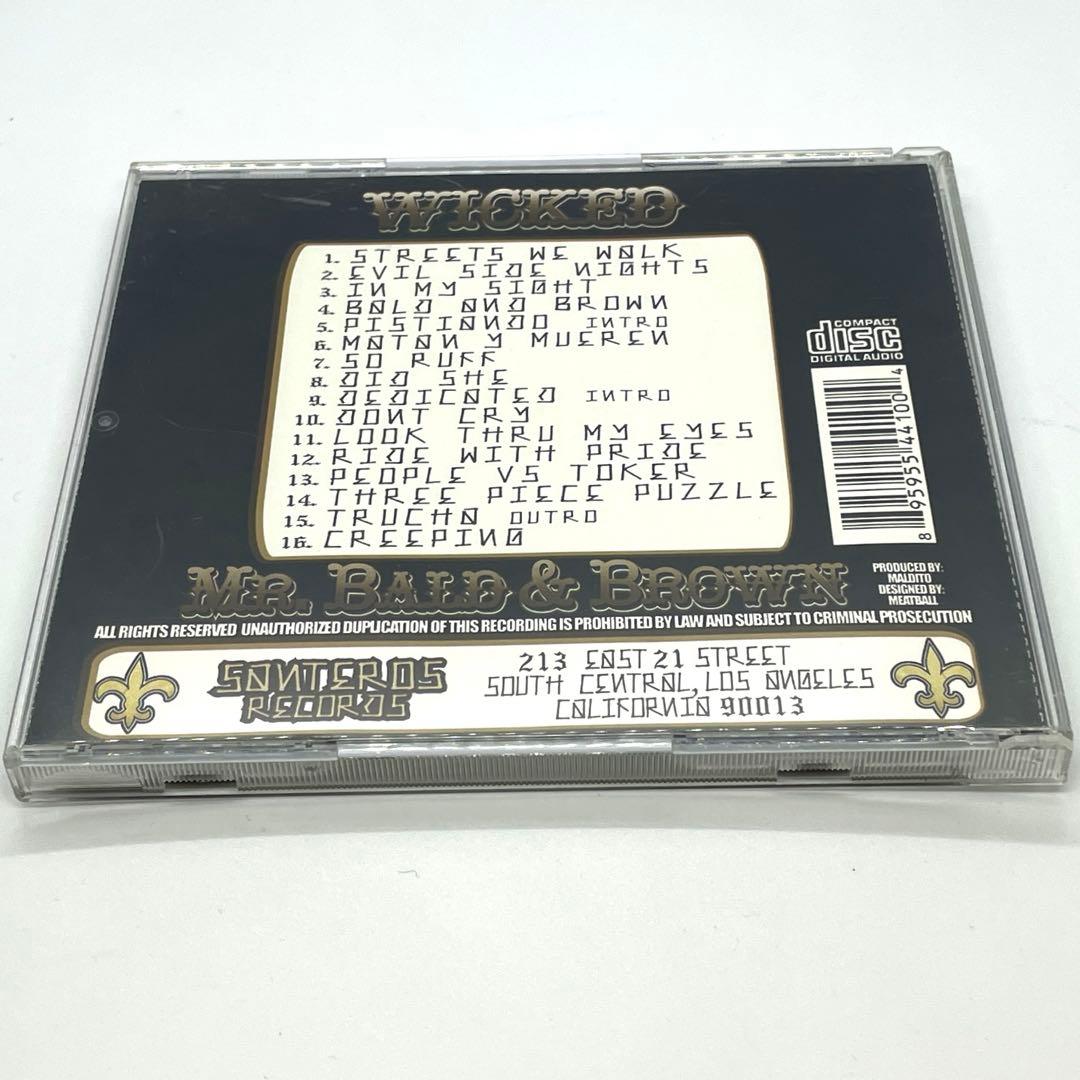 WICKED
1. STREETS WE WALK
2. EVIL SIDE NIGHTS
3. IN MY SIGHT
4. BALD AND BROWN
5. PISTIANDO INTRO
6. MATAN Y MUEREN
7. SO RUFF
8. DID SHE
9. DEDICATED INTRO
10. DONT CRY
11. LOOK THRU MY EYES
12. RIDE WITH PRIDE
13. PEOPLE VS TOKER
14. THREE PIECE PUZZLE
15. TRUCHA OUTRO
16. CREEPING
COMPACT
disc
DIGITAL AUDIO
8 95955 44100 4
MR. BALD & BROWN
PRODUCED BY:
MALDITO
DESIGNED BY:
MEATBALL
ALL RIGHTS RESERVED UNAUTHORIZED DUPLICATION OF THIS RECORDING IS PROHIBITED BY LAW AND SUBJECT TO CRIMINAL PROSECUTION
SANTEROS
RECORDS
213 EAST 21 STREET
SOUTH CENTRAL, LOS ANGELES
CALIFORNIA 90013